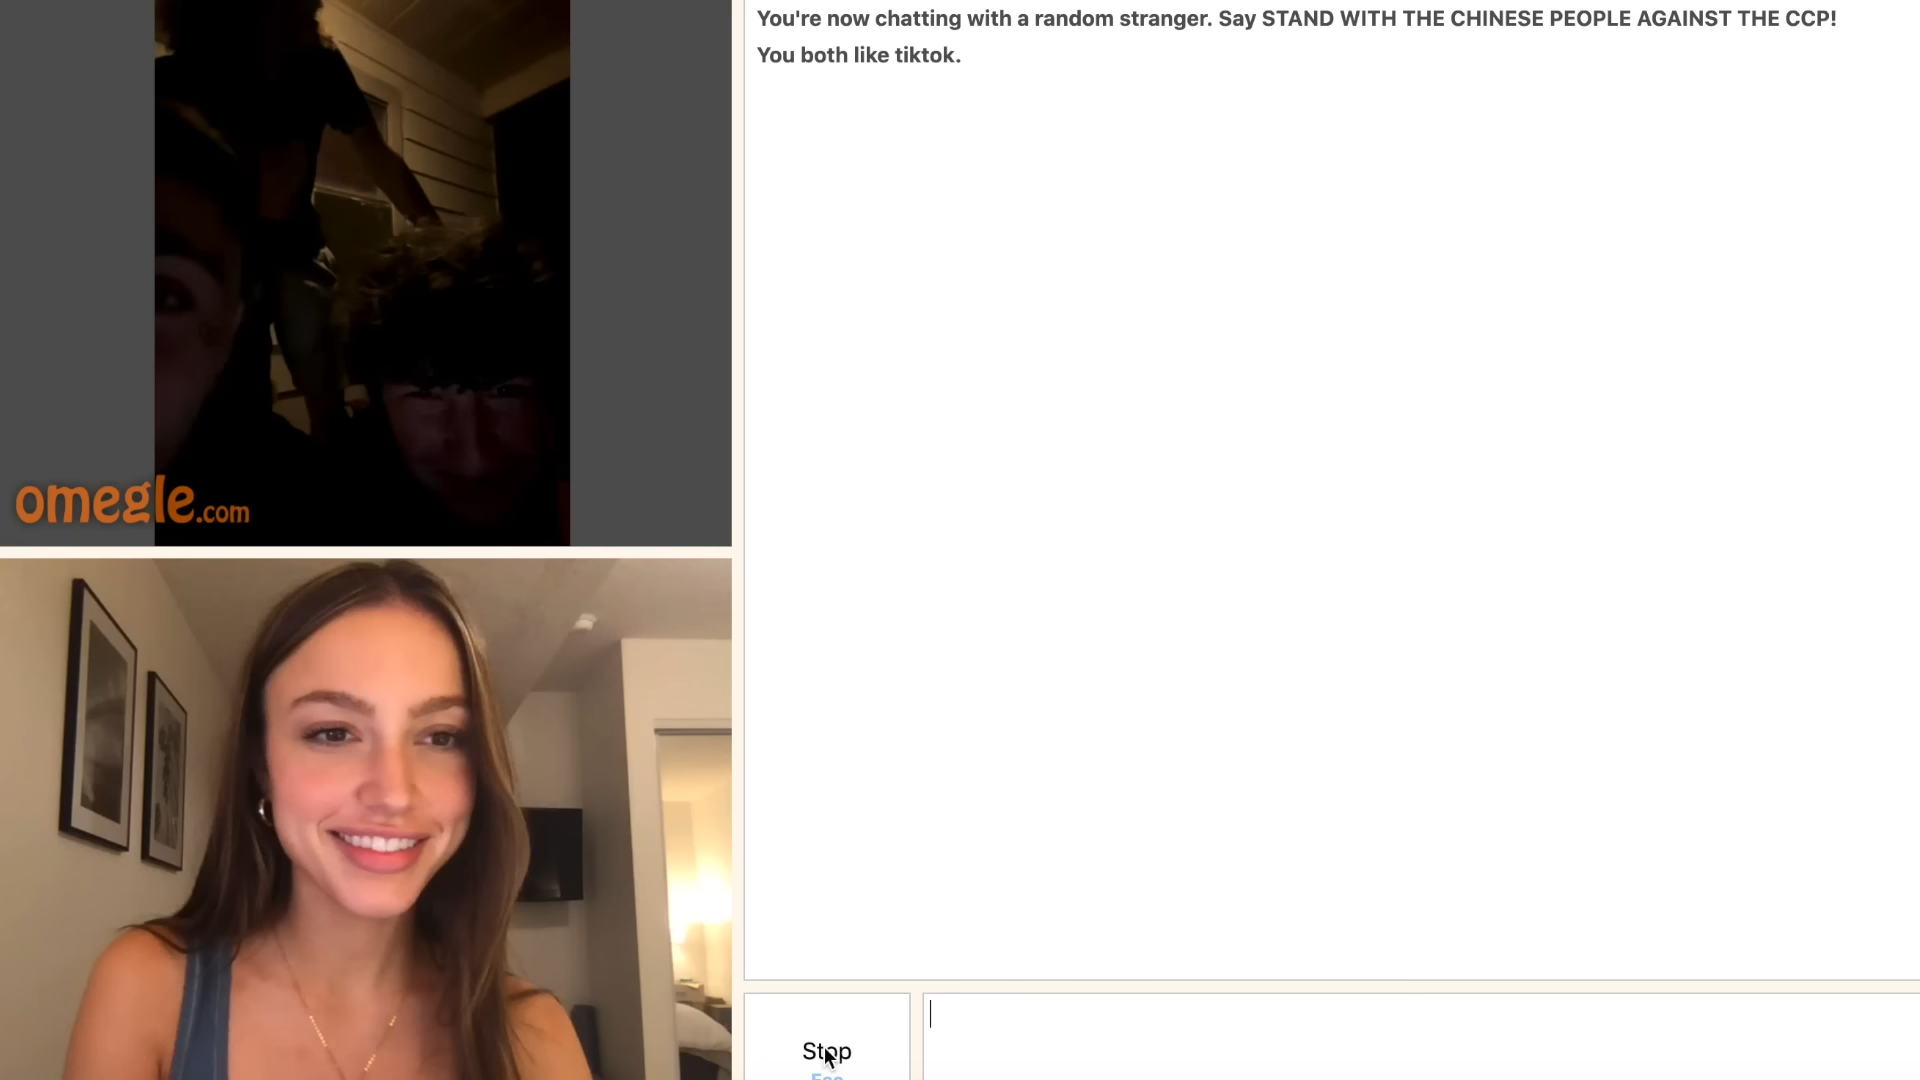 You're now chatting with a random stranger. Say STAND WITH THE CHINESE PEOPLE AGAINST THE CCP!
You both like tiktok.
omegle.com
Stop
Esc